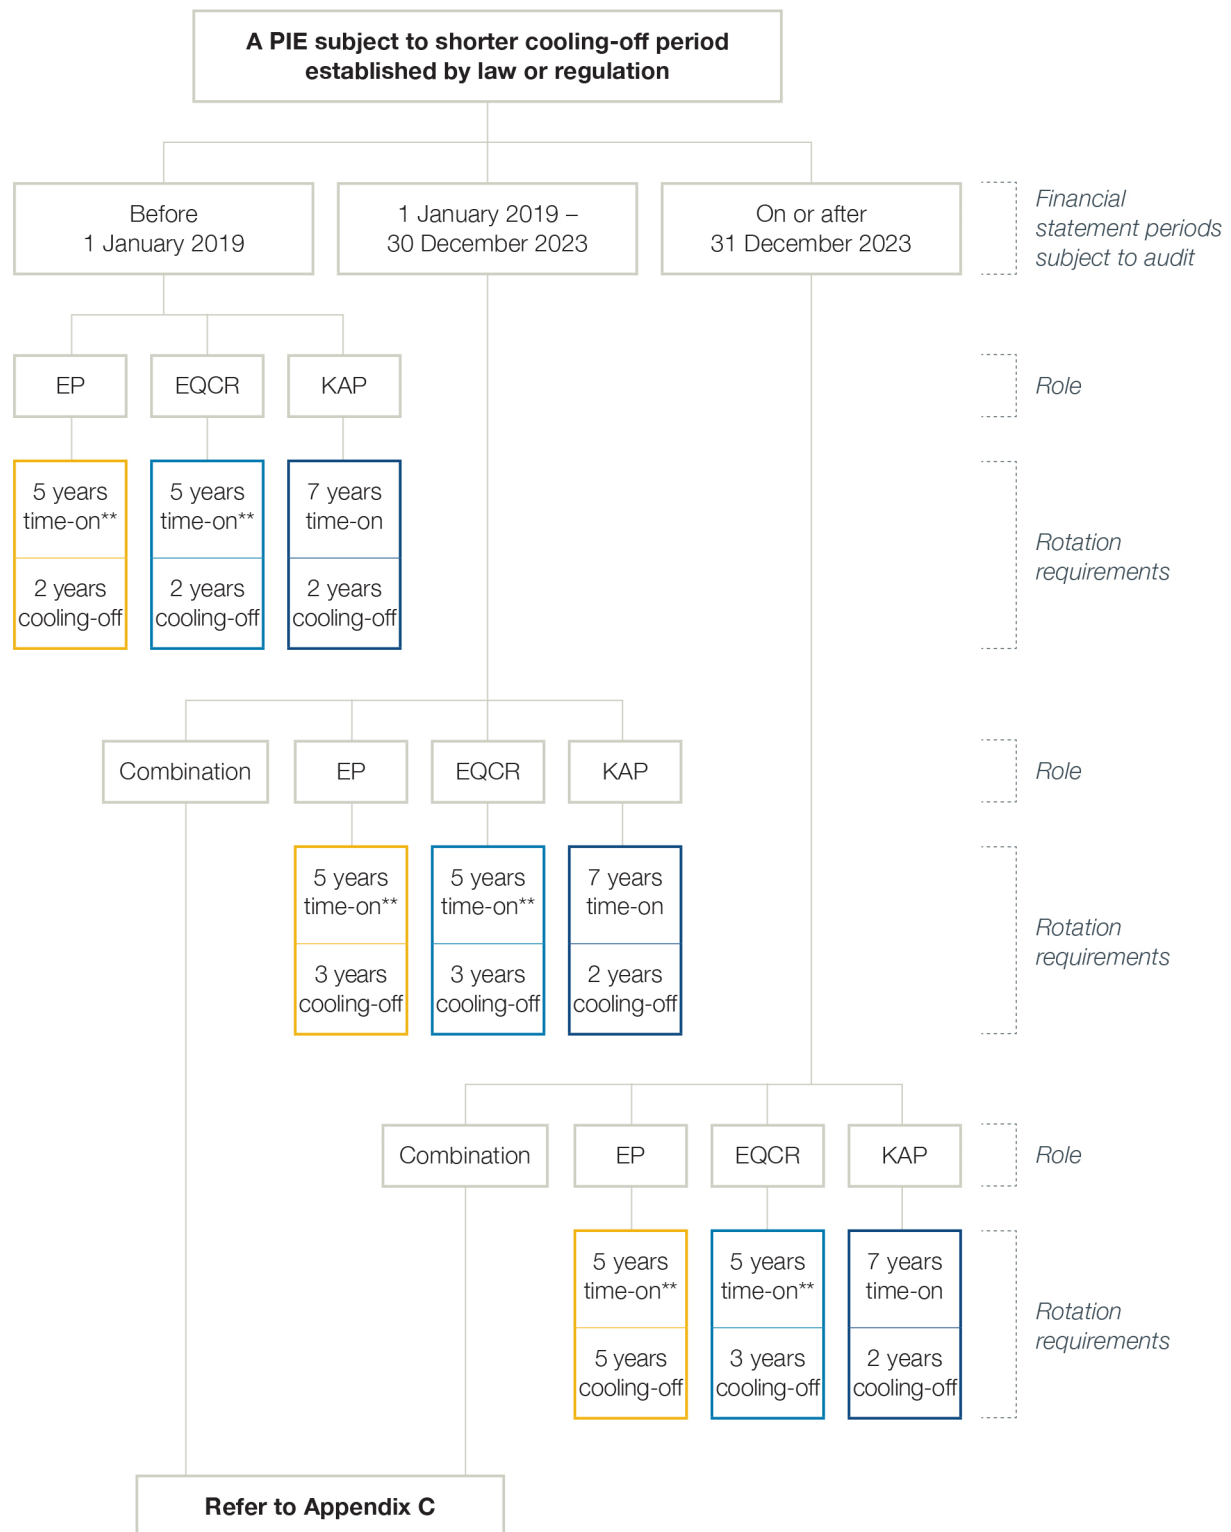 A PIE subject to shorter cooling-off period
established by law or regulation
Before
1 January 2019
1 January 2019 –
30 December 2023
On or after
31 December 2023
Financial
statement periods
subject to audit
EP
EQCR
KAP
Role
5 years
time-on**
2 years
cooling-off
5 years
time-on**
2 years
cooling-off
7 years
time-on
2 years
cooling-off
Rotation
requirements
Combination
EP
EQCR
KAP
Role
5 years
time-on**
3 years
cooling-off
5 years
time-on**
3 years
cooling-off
7 years
time-on
2 years
cooling-off
Rotation
requirements
Combination
EP
EQCR
KAP
Role
5 years
time-on**
5 years
cooling-off
5 years
time-on**
3 years
cooling-off
7 years
time-on
2 years
cooling-off
Rotation
requirements
Refer to Appendix C